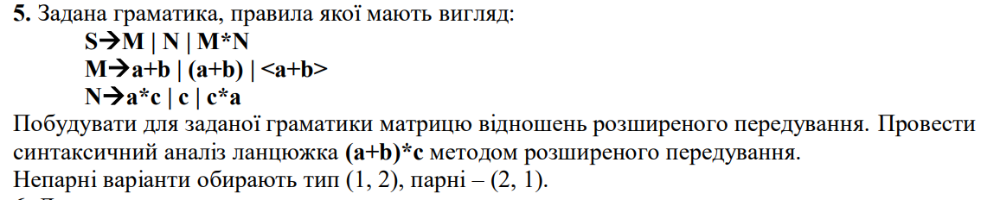 5. Задана граматика, правила якої мають вигляд:
S→M | N | M*N
M→a+b | (a+b) | <a+b>
N→a*c | c | c*a
Побудувати для заданої граматики матрицю відношень розширеного передування. Провести
синтаксичний аналіз ланцюжка (a+b)*c методом розширеного передування.
Непарні варіанти обирають тип (1, 2), парні – (2, 1).